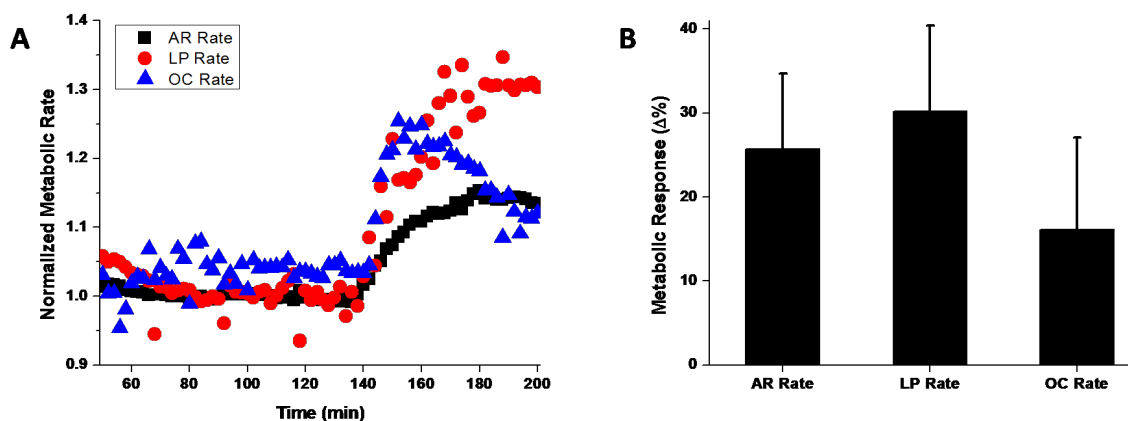 A
Normalized Metabolic Rate
1.4
1.3
1.2
1.1
1.0
0.9
AR Rate
LP Rate
OC Rate
60 80 100 120 140 160 180 200
Time (min)
B
Metabolic Response (Δ%)
40
30
20
10
0
AR Rate LP Rate OC Rate